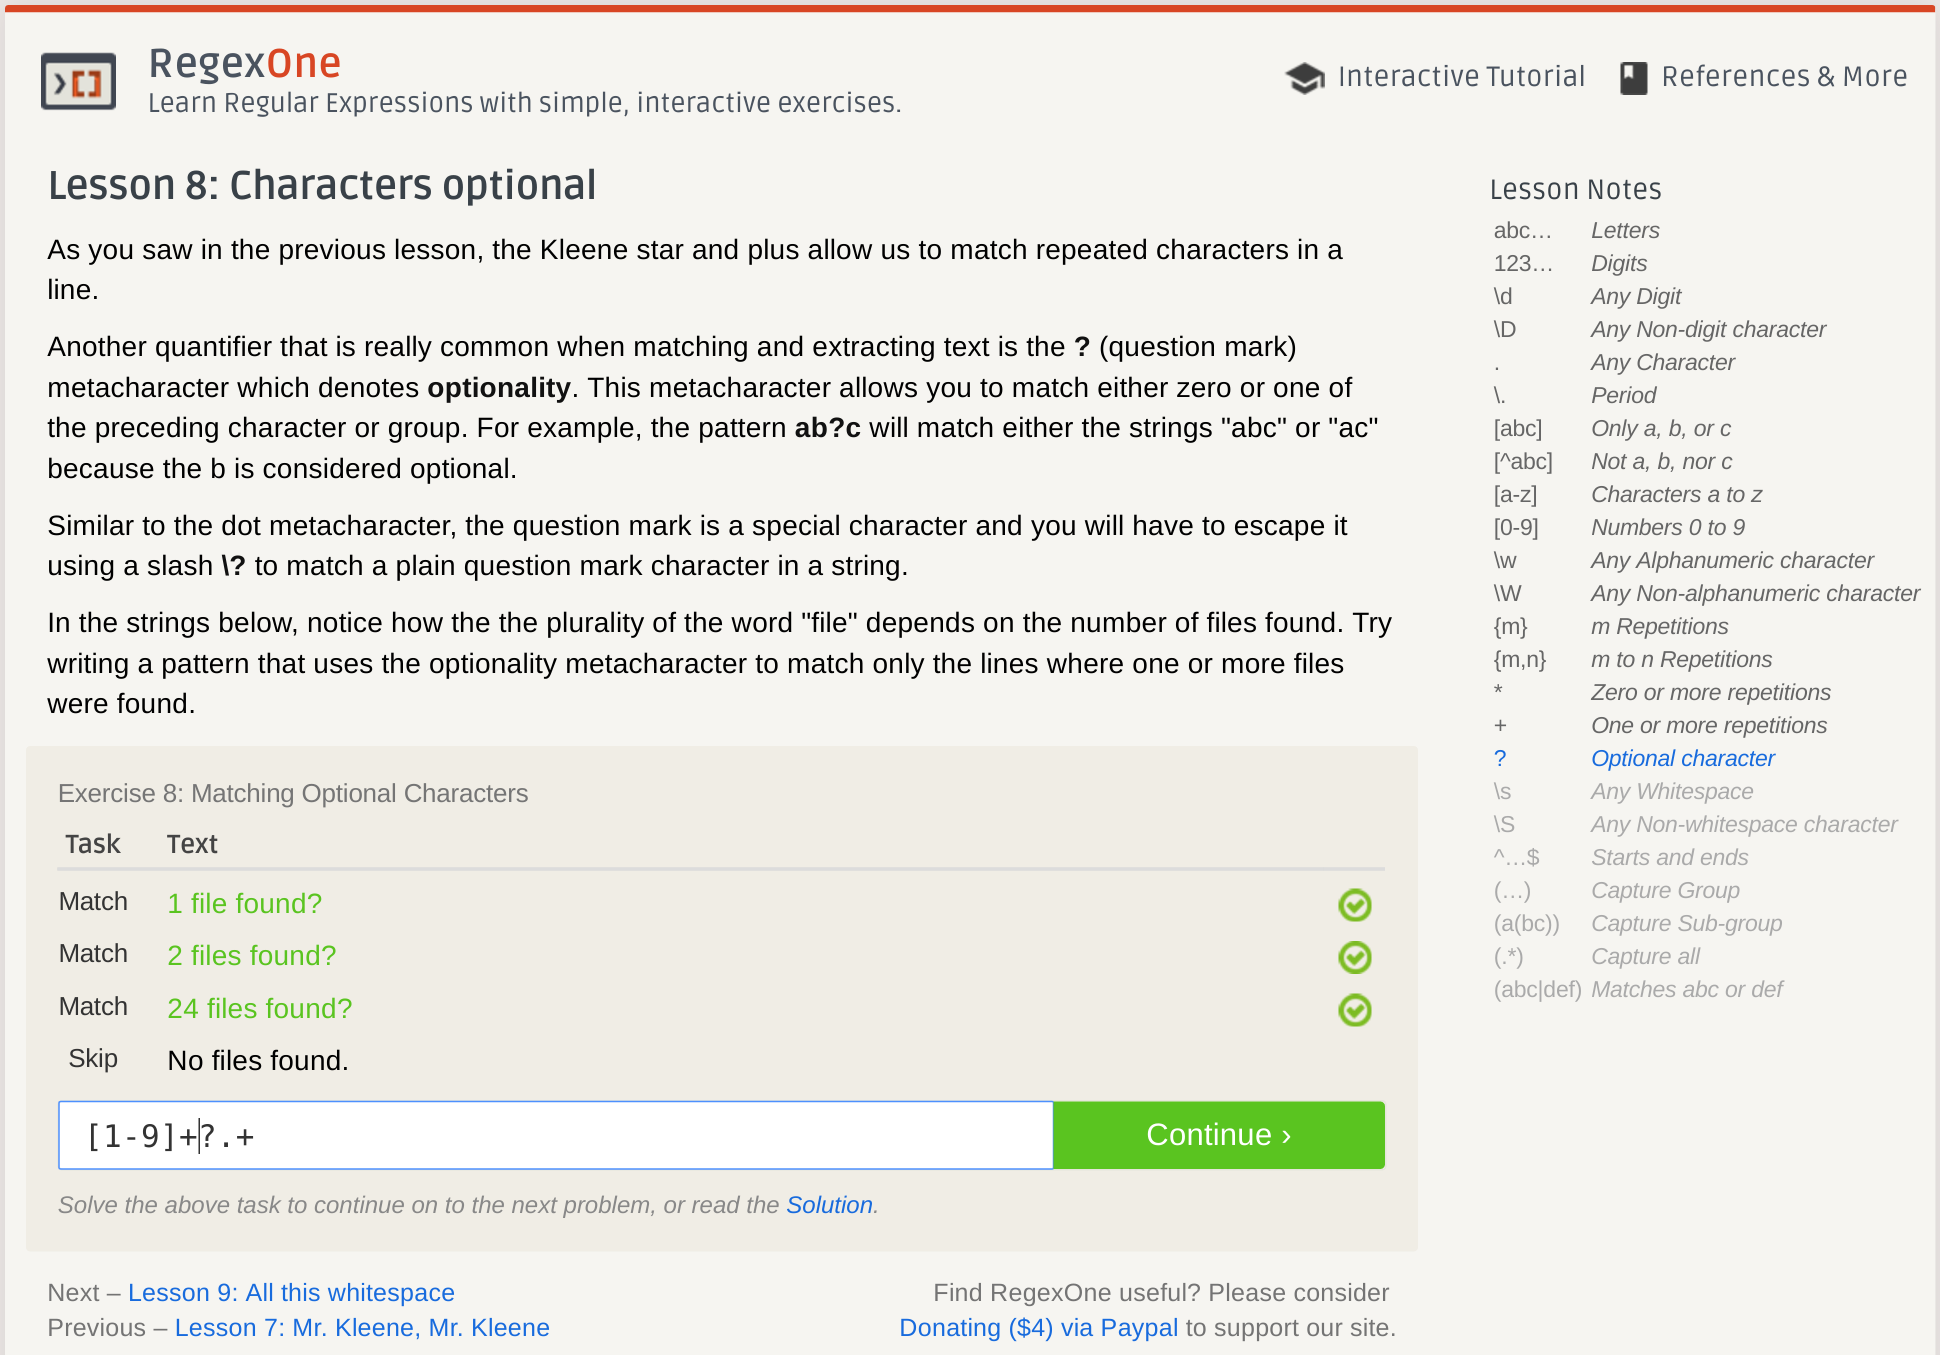 RegexOne
Learn Regular Expressions with simple, interactive exercises.
Interactive Tutorial
References & More
Lesson 8: Characters optional
As you saw in the previous lesson, the Kleene star and plus allow us to match repeated characters in a
line.
Another quantifier that is really common when matching and extracting text is the ? (question mark)
metacharacter which denotes optionality. This metacharacter allows you to match either zero or one of
the preceding character or group. For example, the pattern ab?c will match either the strings "abc" or "ac"
because the b is considered optional.
Similar to the dot metacharacter, the question mark is a special character and you will have to escape it
using a slash \? to match a plain question mark character in a string.
In the strings below, notice how the the plurality of the word "file" depends on the number of files found. Try
writing a pattern that uses the optionality metacharacter to match only the lines where one or more files
were found.
Exercise 8: Matching Optional Characters
Task Text
Match 1 file found?
Match 2 files found?
Match 24 files found?
Skip No files found.
[1-9]+?.+
Continue ›
Solve the above task to continue on to the next problem, or read the Solution.
Next – Lesson 9: All this whitespace
Previous – Lesson 7: Mr. Kleene, Mr. Kleene
Find RegexOne useful? Please consider
Donating ($4) via Paypal to support our site.
Lesson Notes
abc… Letters
123… Digits
\d Any Digit
\D Any Non-digit character
. Any Character
\. Period
[abc] Only a, b, or c
[^abc] Not a, b, nor c
[a-z] Characters a to z
[0-9] Numbers 0 to 9
\w Any Alphanumeric character
\W Any Non-alphanumeric character
{m} m Repetitions
{m,n} m to n Repetitions
* Zero or more repetitions
+ One or more repetitions
? Optional character
\s Any Whitespace
\S Any Non-whitespace character
^…$ Starts and ends
(…) Capture Group
(a(bc)) Capture Sub-group
(.*) Capture all
(abc|def) Matches abc or def